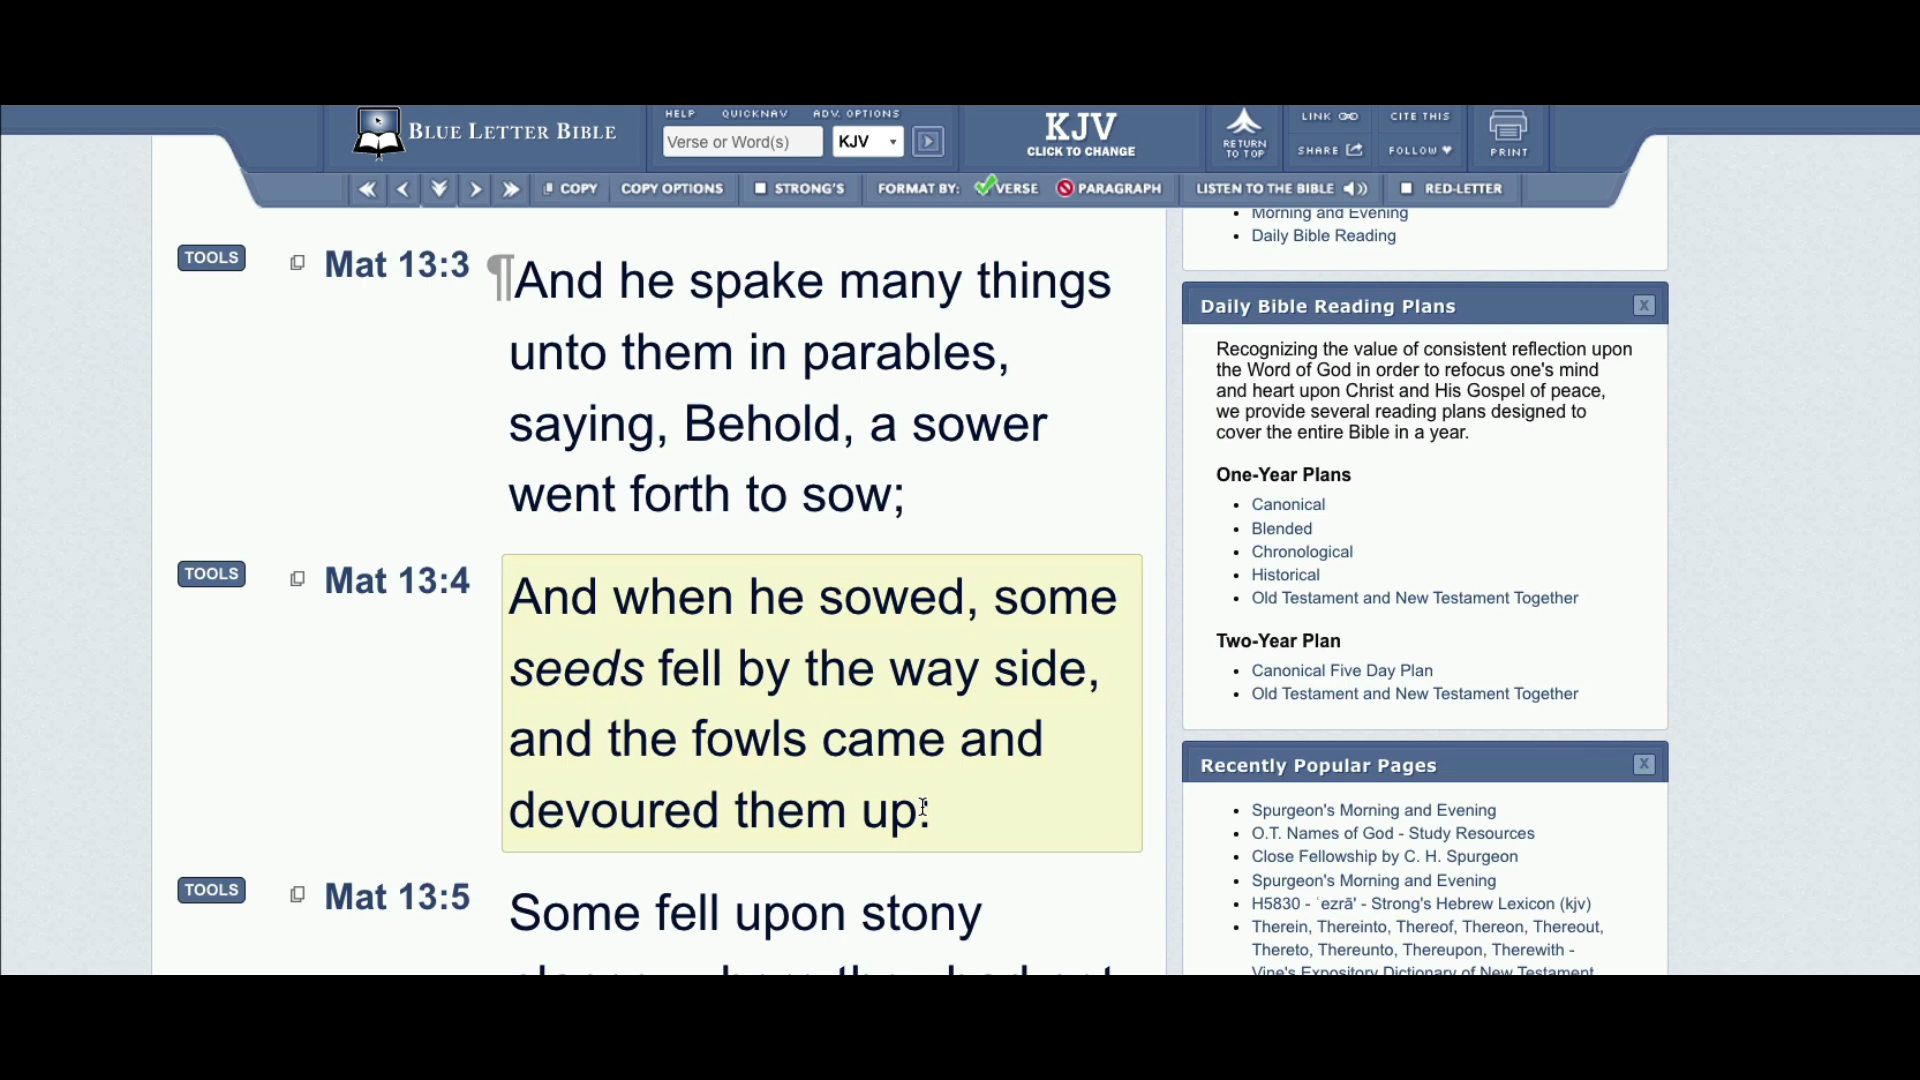 BLUE LETTER BIBLE
HELP QUICKNAV ADV. OPTIONS
Verse or Word(s) KJV
KJV
CLICK TO CHANGE
RETURN
TO TOP
LINK
SHARE
CITE THIS
FOLLOW
PRINT
COPY COPY OPTIONS STRONG'S FORMAT BY: VERSE PARAGRAPH LISTEN TO THE BIBLE RED-LETTER
TOOLS Mat 13:3 ¶And he spake many things
unto them in parables,
saying, Behold, a sower
went forth to sow;
TOOLS Mat 13:4 And when he sowed, some
seeds fell by the way side,
and the fowls came and
devoured them up:
TOOLS Mat 13:5 Some fell upon stony
Morning and Evening
Daily Bible Reading
Daily Bible Reading Plans X
Recognizing the value of consistent reflection upon
the Word of God in order to refocus one's mind
and heart upon Christ and His Gospel of peace,
we provide several reading plans designed to
cover the entire Bible in a year.
One-Year Plans
Canonical
Blended
Chronological
Historical
Old Testament and New Testament Together
Two-Year Plan
Canonical Five Day Plan
Old Testament and New Testament Together
Recently Popular Pages X
Spurgeon's Morning and Evening
O.T. Names of God - Study Resources
Close Fellowship by C. H. Spurgeon
Spurgeon's Morning and Evening
H5830 - ʿezrā' - Strong's Hebrew Lexicon (kjv)
Therein, Thereinto, Thereof, Thereon, Thereout,
Thereto, Thereunto, Thereupon, Therewith -
Vine's Expository Dictionary of New Testament